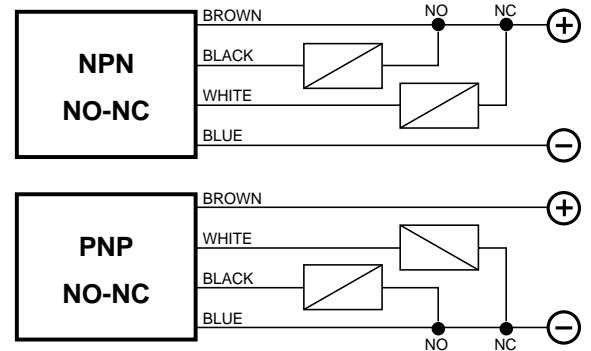 BROWN
NO
NC
NPN
NO-NC
BLACK
WHITE
BLUE
BROWN
PNP
NO-NC
WHITE
BLACK
BLUE
NO
NC